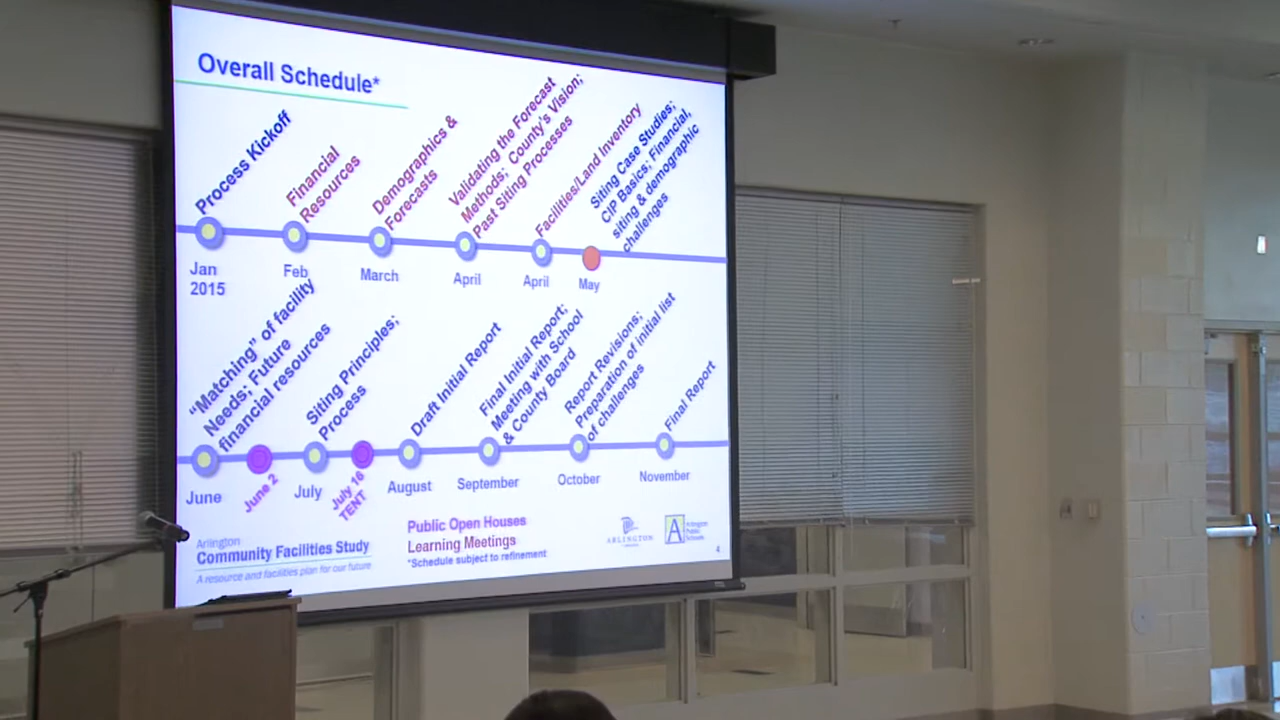 Overall Schedule*
Process Kickoff
Financial
Resources
Demographics &
Forecasts
Validating the Forecast
Methods; County's Vision;
Past Siting Processes
Facilities/Land Inventory
Siting Case Studies;
CIP Basics; Financial,
siting & demographic
challenges
Jan
2015
Feb
March
April
April
May
"Matching" of facility
Needs; Future
financial resources
Siting Principles;
Process
Draft Initial Report
Final Initial Report;
Meeting with School
& County Board
Report Revisions;
Preparation of initial list
of challenges
Final Report
June
June 2
July
July 16
TENT
August
September
October
November
Arlington
Community Facilities Study
A resource and facilities plan for our future
Public Open Houses
Learning Meetings
*Schedule subject to refinement
ARLINGTON
A
Arlington
Public
Schools
4